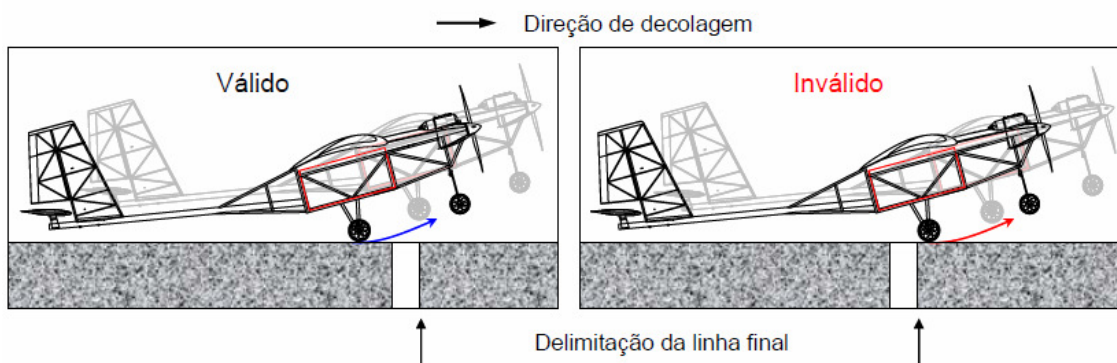 Direção de decolagem
Válido
Inválido
Delimitação da linha final